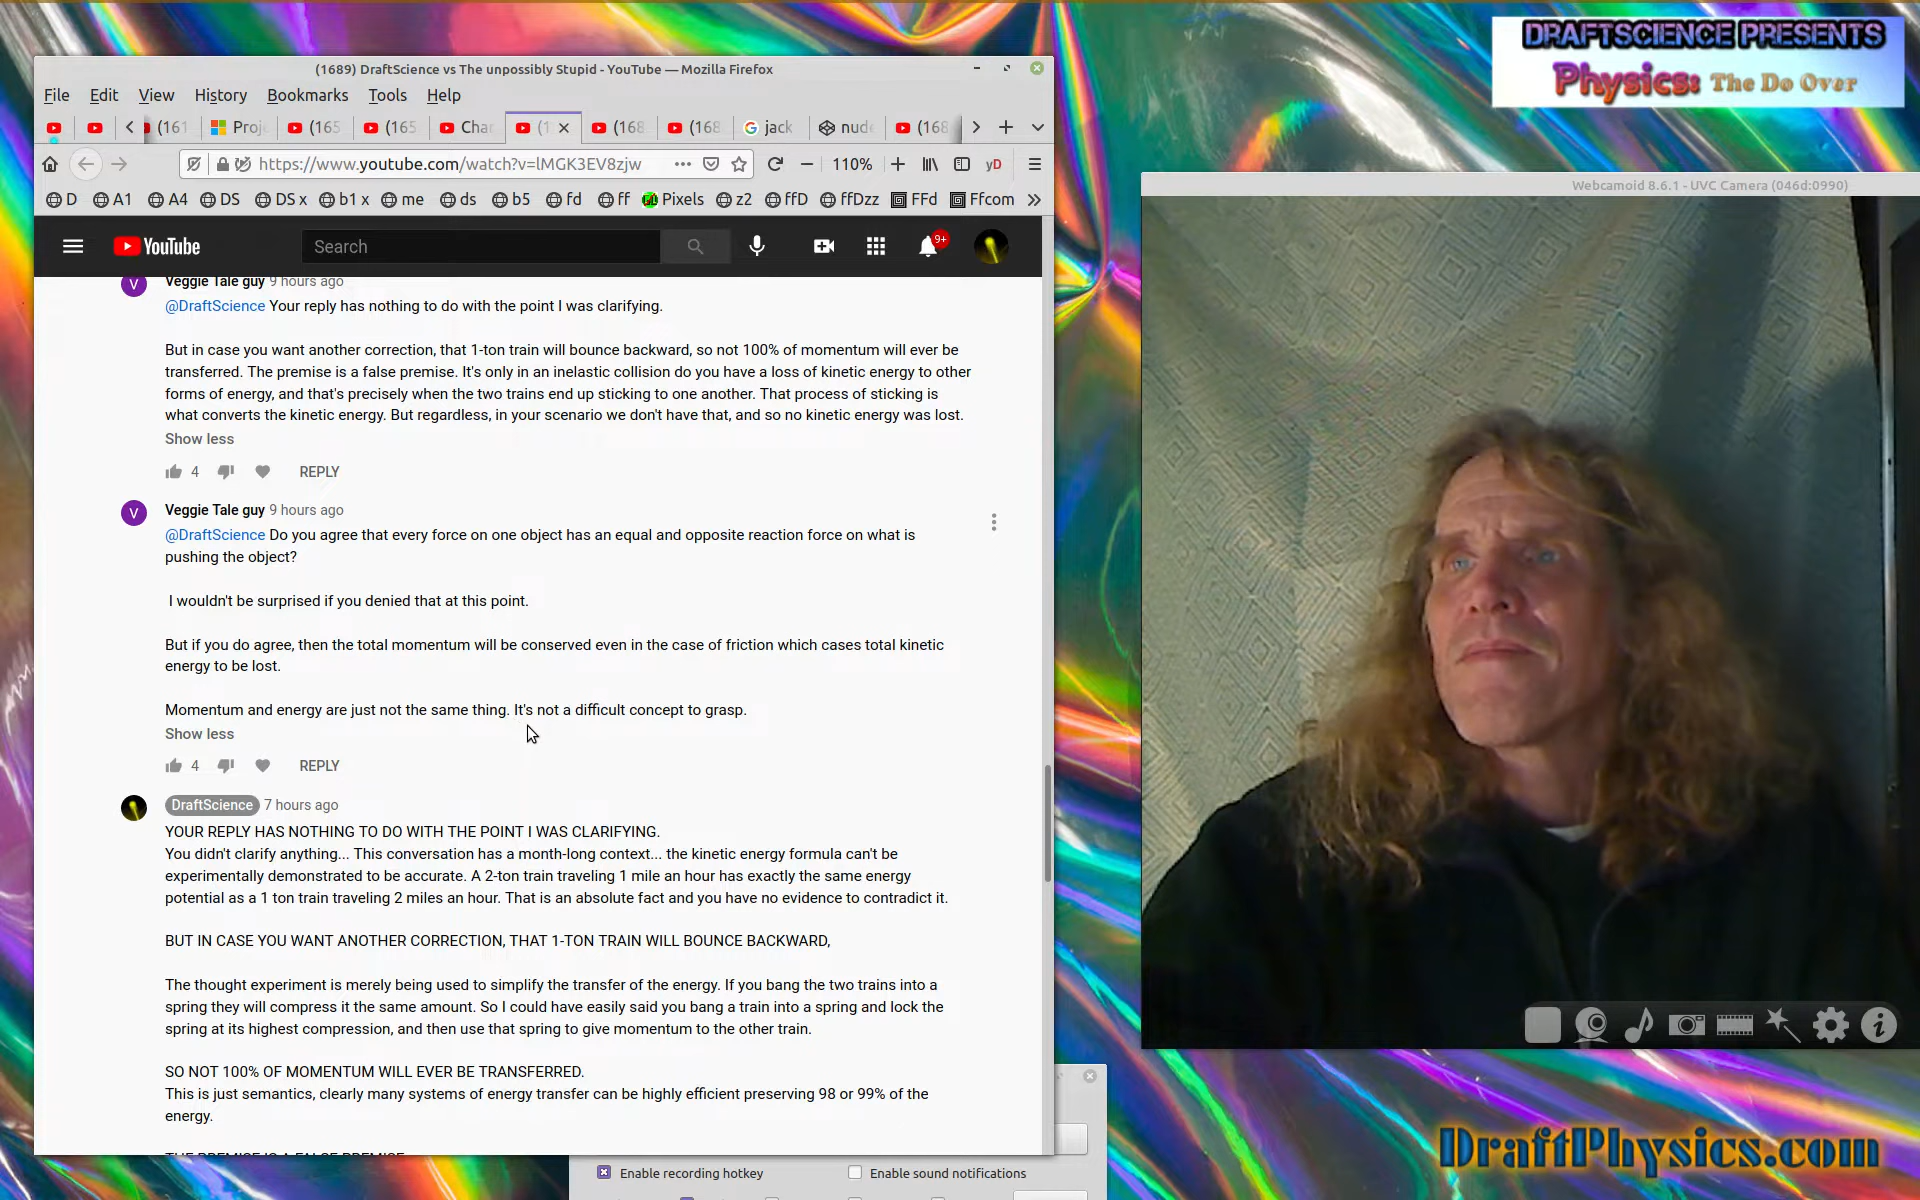 DRAFTSCIENCE PRESENTS
Physics: The Do Over
(1689) DraftScience vs The unpossibly Stupid - YouTube — Mozilla Firefox
File Edit View History Bookmarks Tools Help
(161 Proj (165 (165 Cha (1 (168 (168 jack nude (168
https://www.youtube.com/watch?v=lMGK3EV8zjw 110% yD
D A1 A4 DS DS x b1 x me ds b5 fd ff Pixels z2 ffD ffDzz FFd Ffcom
Webcamoid 8.6.1 - UVC Camera (046d:0990)
YouTube Search 9+
V Veggie Tale guy 9 hours ago
@DraftScience Your reply has nothing to do with the point I was clarifying.
But in case you want another correction, that 1-ton train will bounce backward, so not 100% of momentum will ever be
transferred. The premise is a false premise. It's only in an inelastic collision do you have a loss of kinetic energy to other
forms of energy, and that's precisely when the two trains end up sticking to one another. That process of sticking is
what converts the kinetic energy. But regardless, in your scenario we don't have that, and so no kinetic energy was lost.
Show less
4 REPLY
V Veggie Tale guy 9 hours ago
@DraftScience Do you agree that every force on one object has an equal and opposite reaction force on what is
pushing the object?
I wouldn't be surprised if you denied that at this point.
But if you do agree, then the total momentum will be conserved even in the case of friction which cases total kinetic
energy to be lost.
Momentum and energy are just not the same thing. It's not a difficult concept to grasp.
Show less
4 REPLY
DraftScience 7 hours ago
YOUR REPLY HAS NOTHING TO DO WITH THE POINT I WAS CLARIFYING.
You didn't clarify anything... This conversation has a month-long context... the kinetic energy formula can't be
experimentally demonstrated to be accurate. A 2-ton train traveling 1 mile an hour has exactly the same energy
potential as a 1 ton train traveling 2 miles an hour. That is an absolute fact and you have no evidence to contradict it.
BUT IN CASE YOU WANT ANOTHER CORRECTION, THAT 1-TON TRAIN WILL BOUNCE BACKWARD,
The thought experiment is merely being used to simplify the transfer of the energy. If you bang the two trains into a
spring they will compress it the same amount. So I could have easily said you bang a train into a spring and lock the
spring at its highest compression, and then use that spring to give momentum to the other train.
SO NOT 100% OF MOMENTUM WILL EVER BE TRANSFERRED.
This is just semantics, clearly many systems of energy transfer can be highly efficient preserving 98 or 99% of the
energy.
Enable recording hotkey Enable sound notifications
DraftPhysics.com